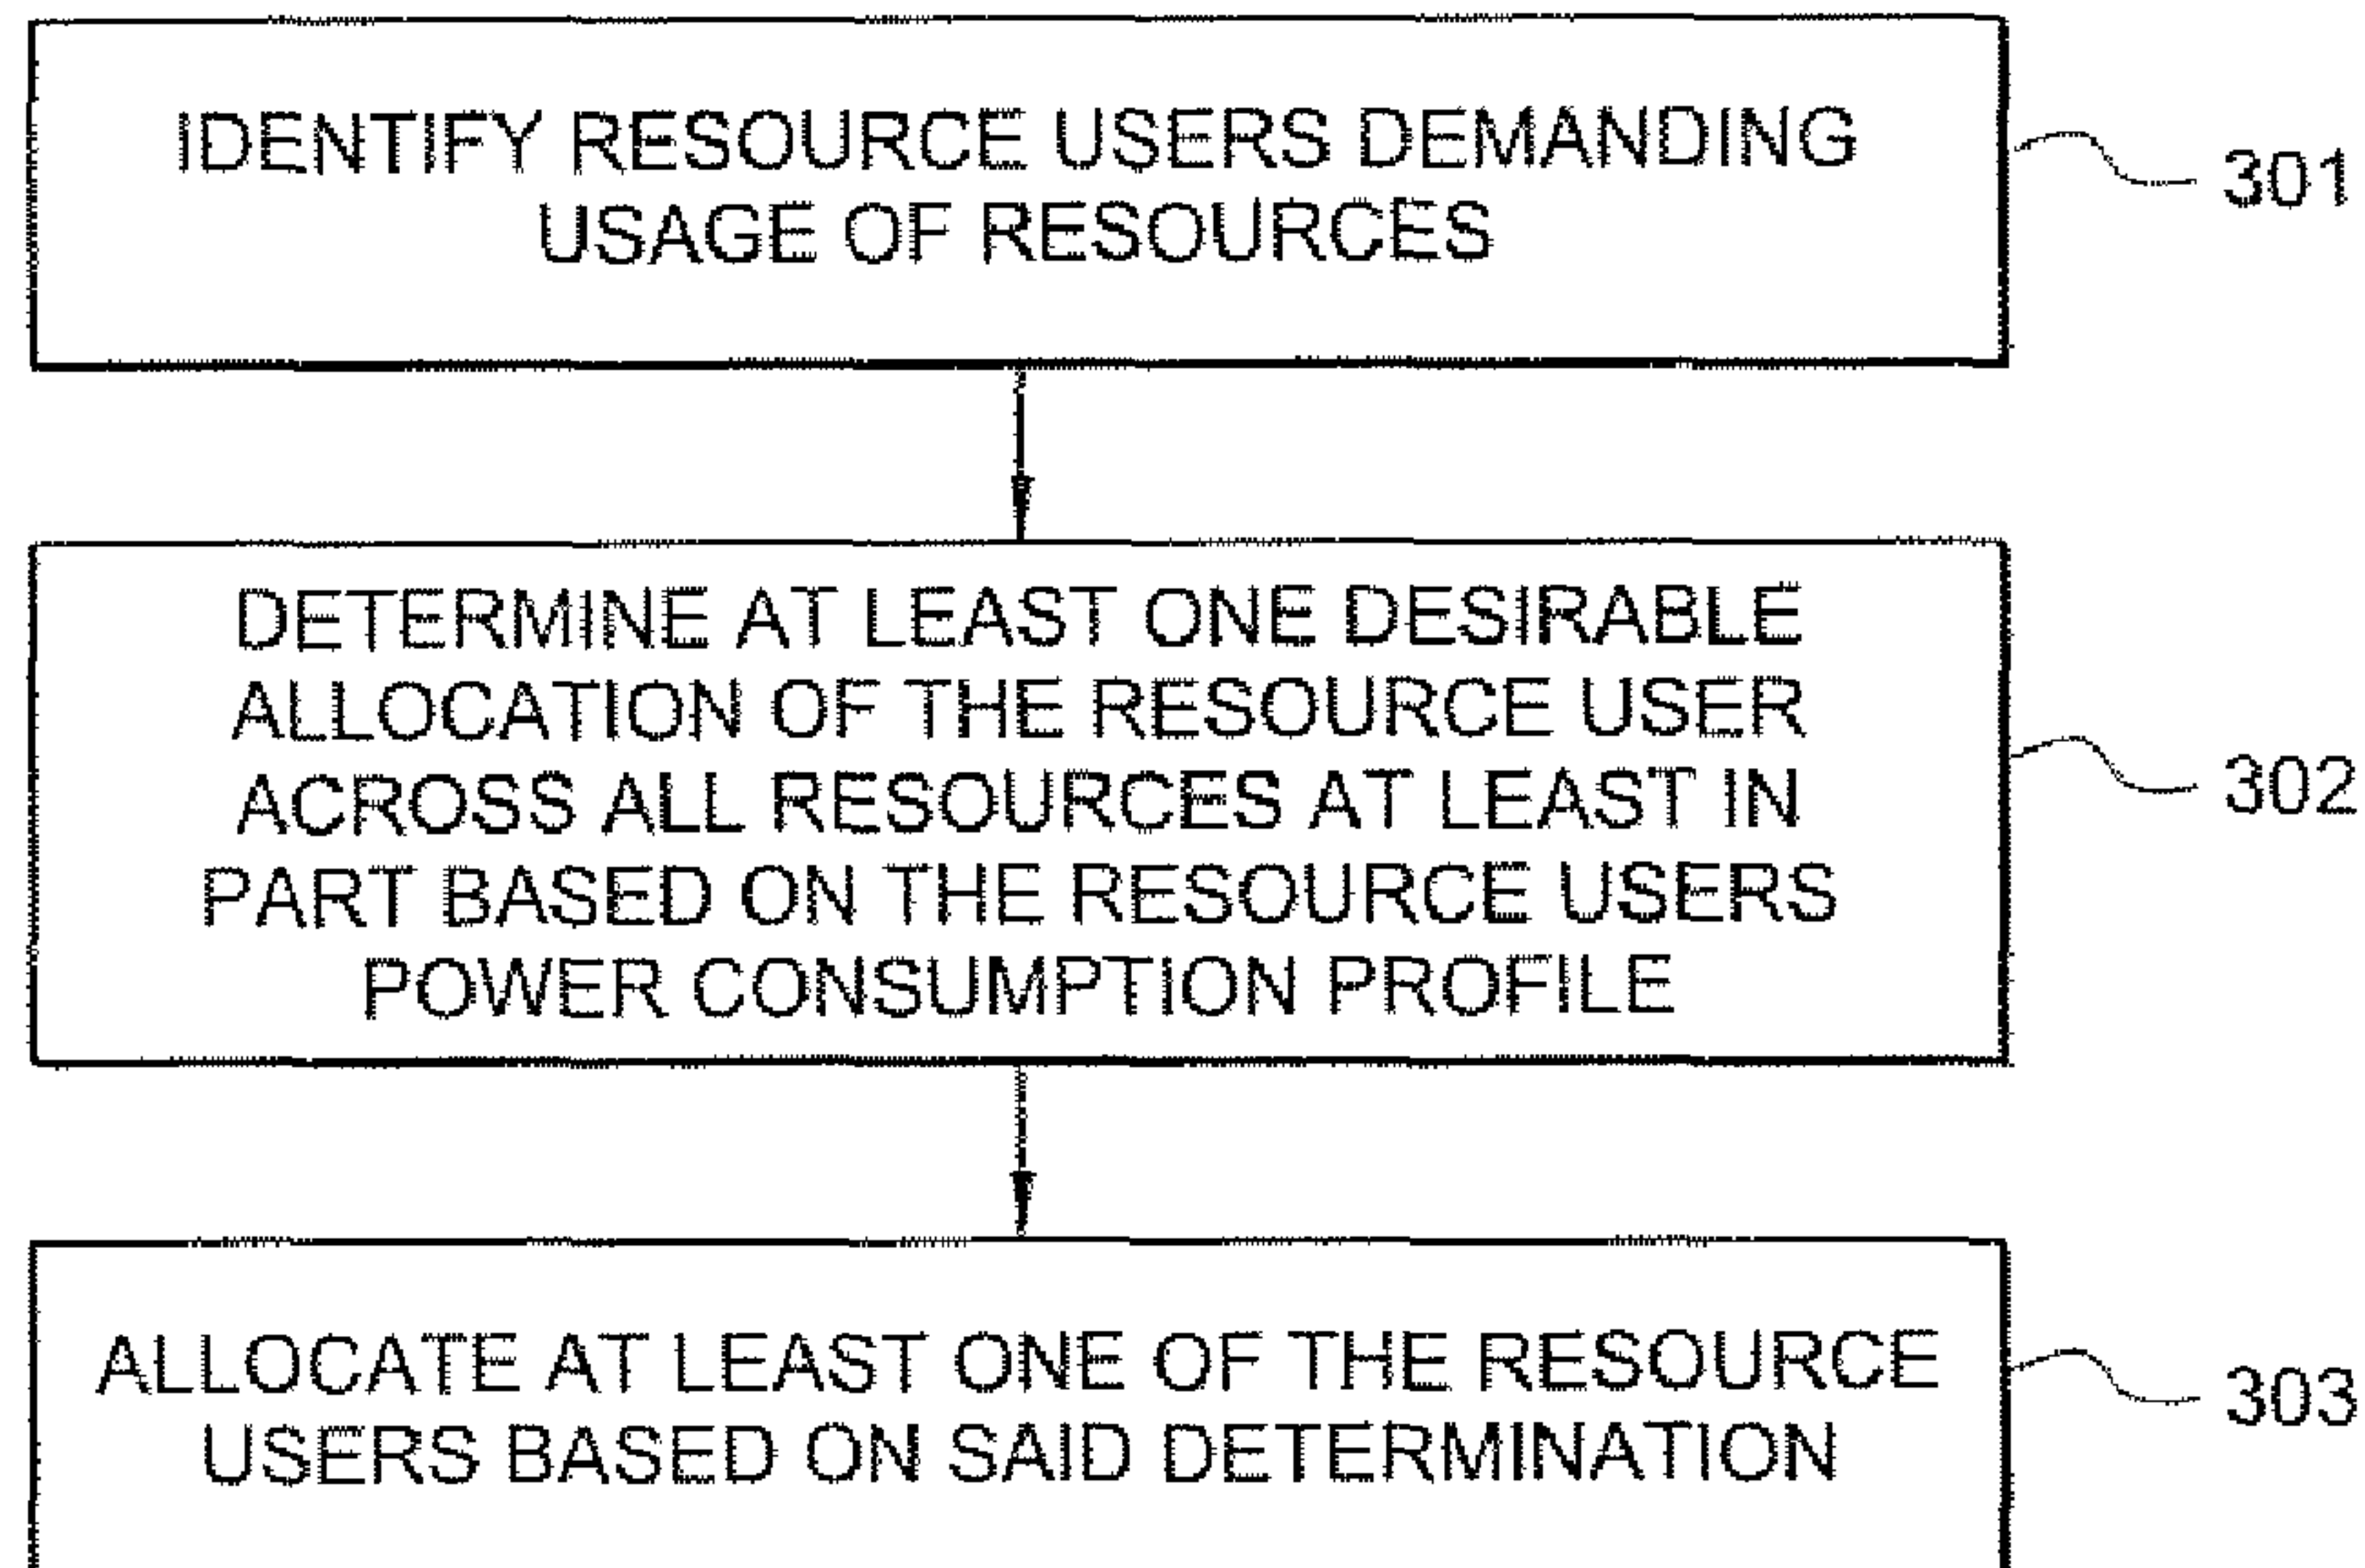 IDENTIFY RESOURCE USERS DEMANDING
USAGE OF RESOURCES
301
DETERMINE AT LEAST ONE DESIRABLE
ALLOCATION OF THE RESOURCE USER
ACROSS ALL RESOURCES AT LEAST IN
PART BASED ON THE RESOURCE USERS
POWER CONSUMPTION PROFILE
302
ALLOCATE AT LEAST ONE OF THE RESOURCE
USERS BASED ON SAID DETERMINATION
303